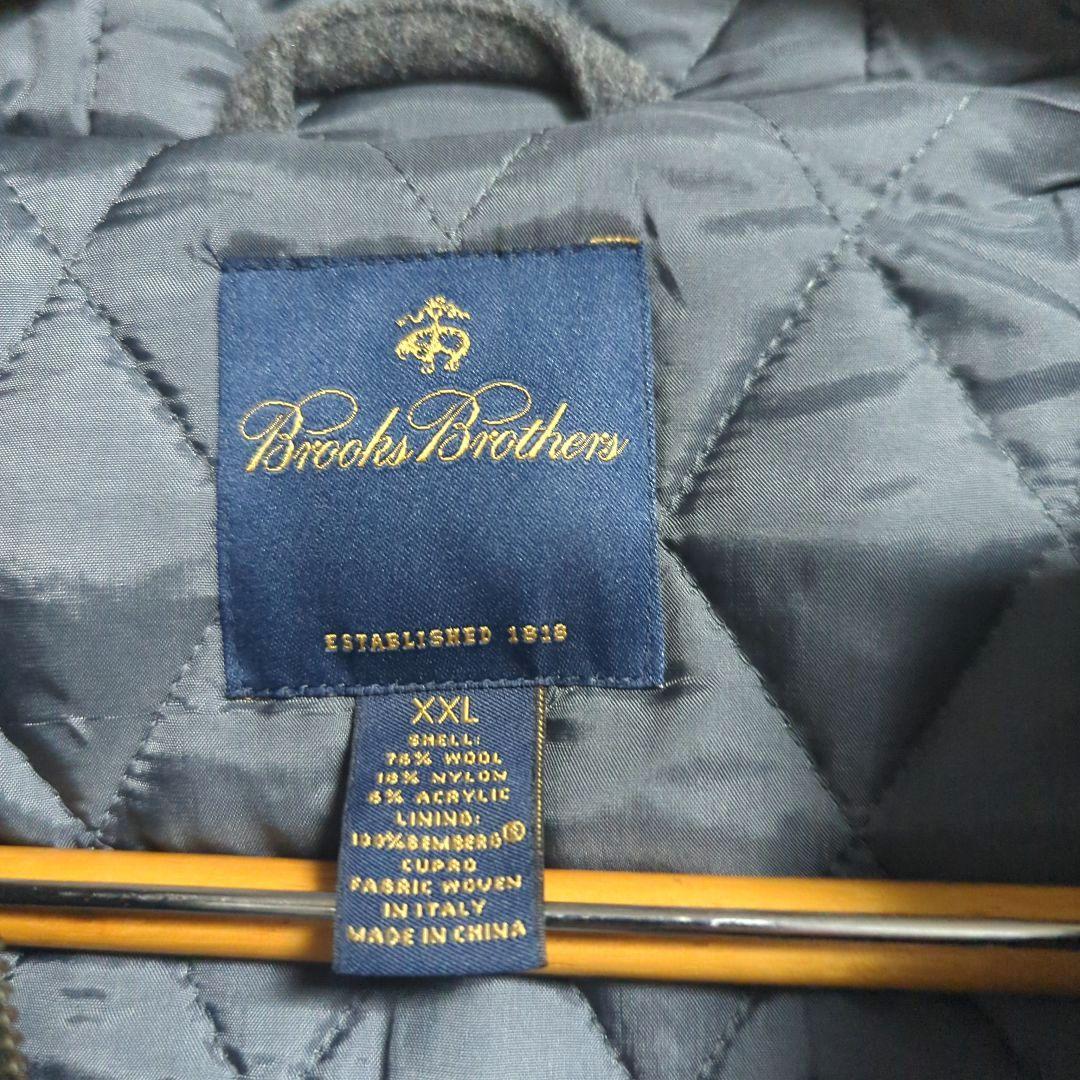 Brooks Brothers
ESTABLISHED 1818
XXL
SHELL:
76% WOOL
18% NYLON
6% ACRYLIC
LINING:
100% BEMBERG®
CUPRO
FABRIC WOVEN
IN ITALY
MADE IN CHINA